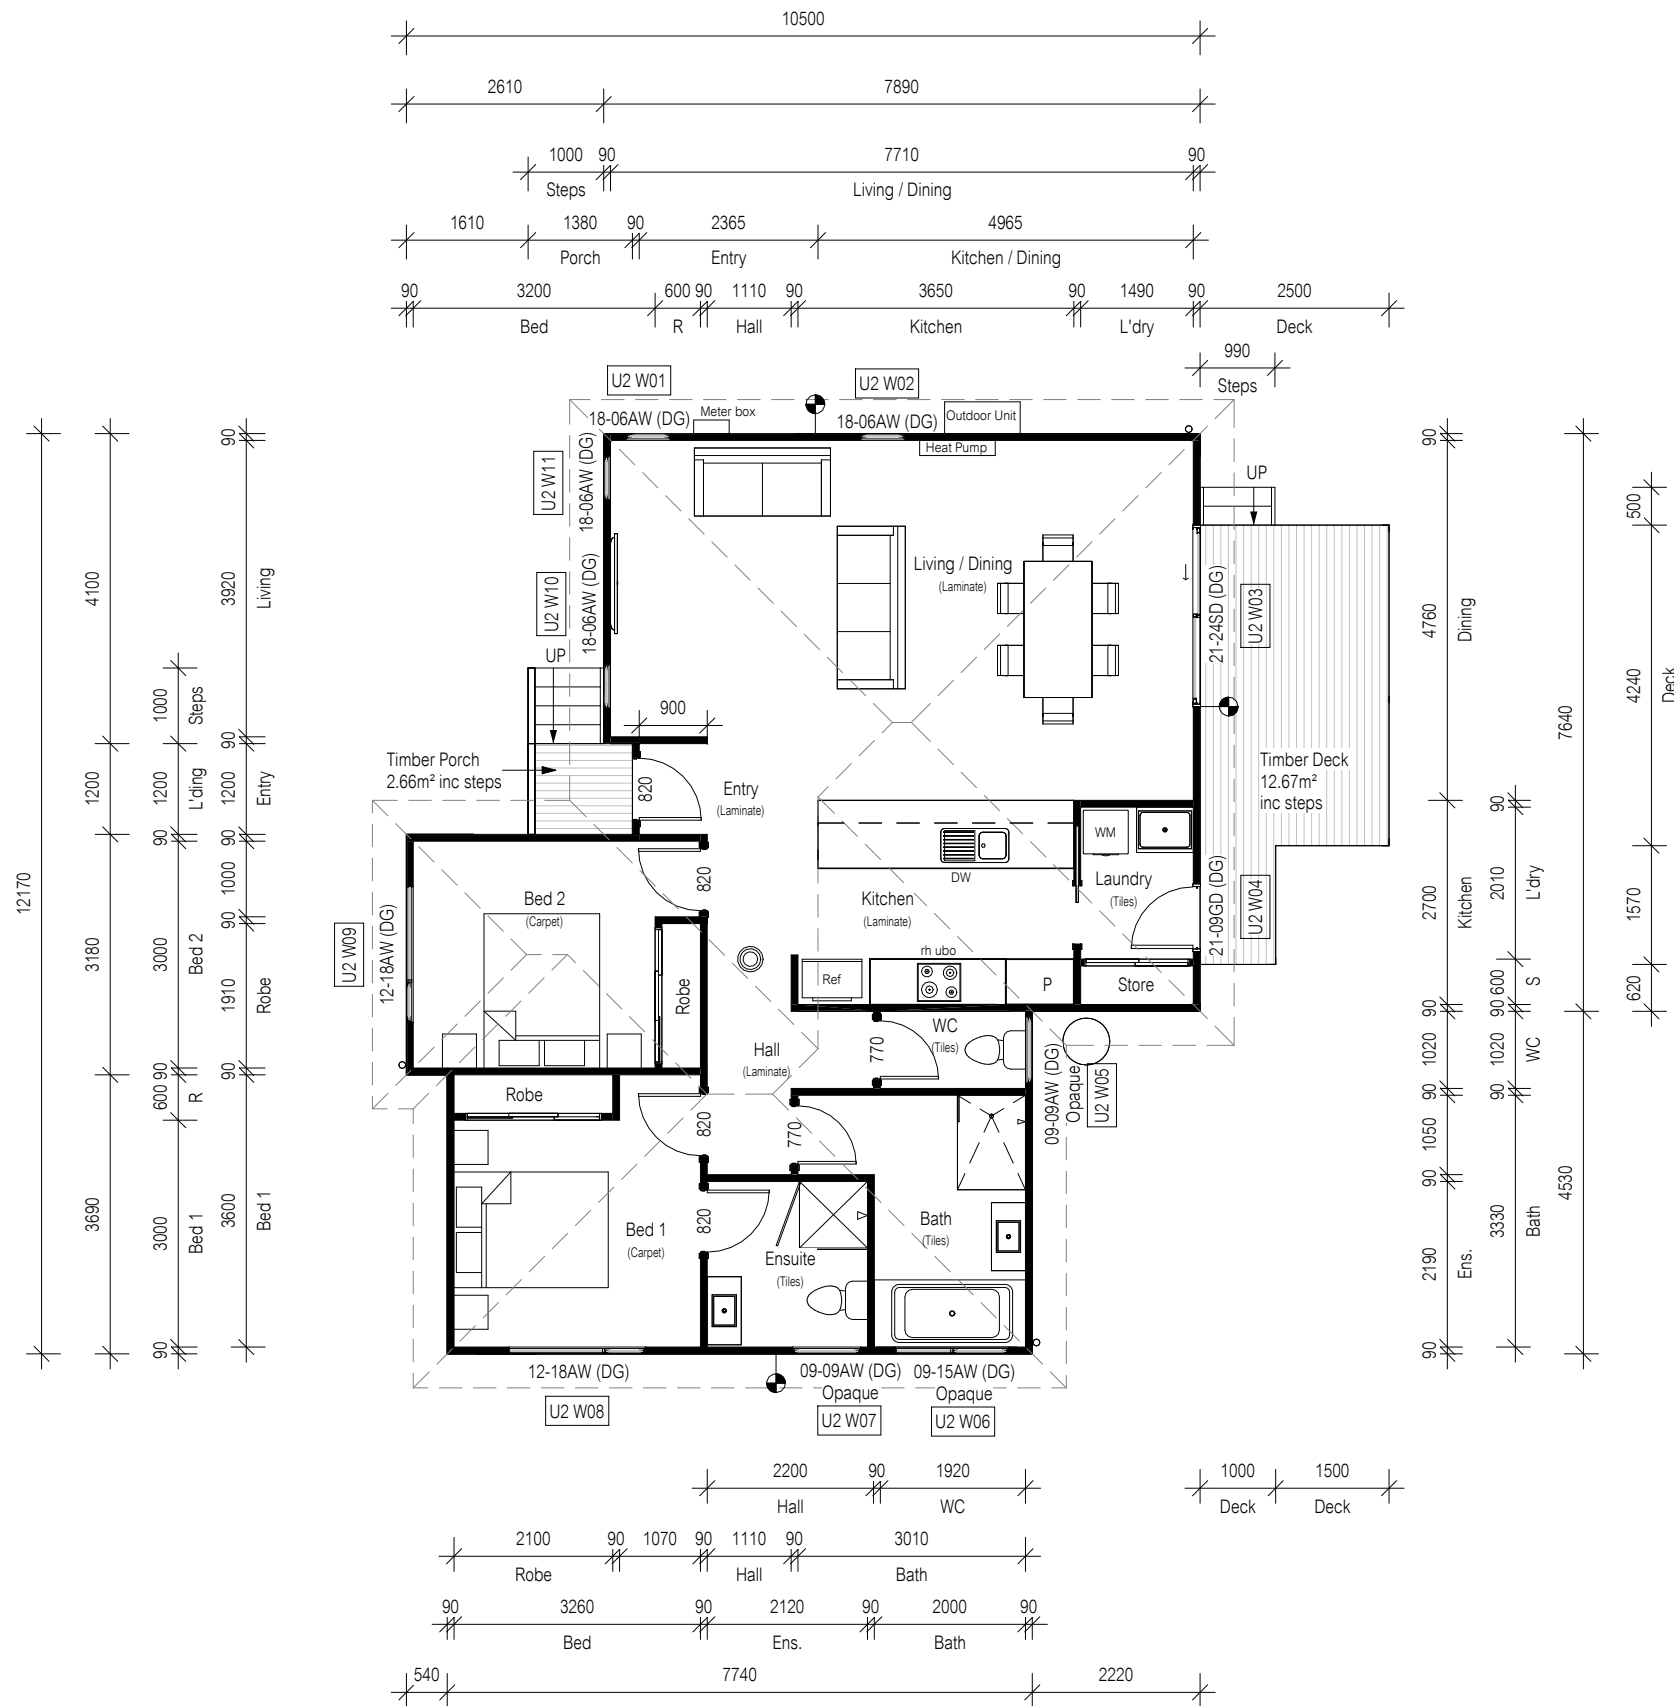 10500
2610 7890
1000 90 7710 90
Steps Living / Dining
1610 1380 90 2365 4965
Porch Entry Kitchen / Dining
90 3200 600 90 1110 90 3650 90 1490 90 2500
Bed R Hall Kitchen L'dry Deck
990
Steps
U2 W01
U2 W02
18-06AW (DG)
Meter box
18-06AW (DG)
Outdoor Unit
Heat Pump
U2 W11
18-06AW (DG)
U2 W10
18-06AW (DG)
UP
UP
Living / Dining
(Laminate)
21-24SD (DG)
U2 W03
900
Timber Porch
2.66m² inc steps
820
Entry
(Laminate)
Timber Deck
12.67m²
inc steps
WM
DW
Laundry
(Tiles)
21-09GD (DG)
U2 W04
Kitchen
(Laminate)
rh ubo
Ref
P
Store
Bed 2
(Carpet)
820
Robe
U2 W09
12-18AW (DG)
Hall
(Laminate)
WC
(Tiles)
770
09-09AW (DG)
Opaque
U2 W05
Robe
820
770
Bed 1
(Carpet)
820
Ensuite
(Tiles)
Bath
(Tiles)
12-18AW (DG)
U2 W08
09-09AW (DG)
Opaque
U2 W07
09-15AW (DG)
Opaque
U2 W06
12170
4100
1200
3180
3690
1000
Steps
1200
L'ding
90
3000
Bed 2
90
600
R
3000
Bed 1
90
90
3920
Living
90
1200
Entry
90
1000
90
1910
Robe
90
3600
Bed 1
90
4760
Dining
2700
Kitchen
90
1020
90
1050
90
2190
Ens.
90
90
2010
L'dry
600
S
90
1020
WC
90
3330
Bath
90
7640
4530
500
4240
Deck
1570
620
2200 90 1920
Hall WC
1000 1500
Deck Deck
2100 90 1070 90 1110 90 3010
Robe Hall Bath
90 3260 90 2120 90 2000 90
Bed Ens. Bath
540 7740 2220